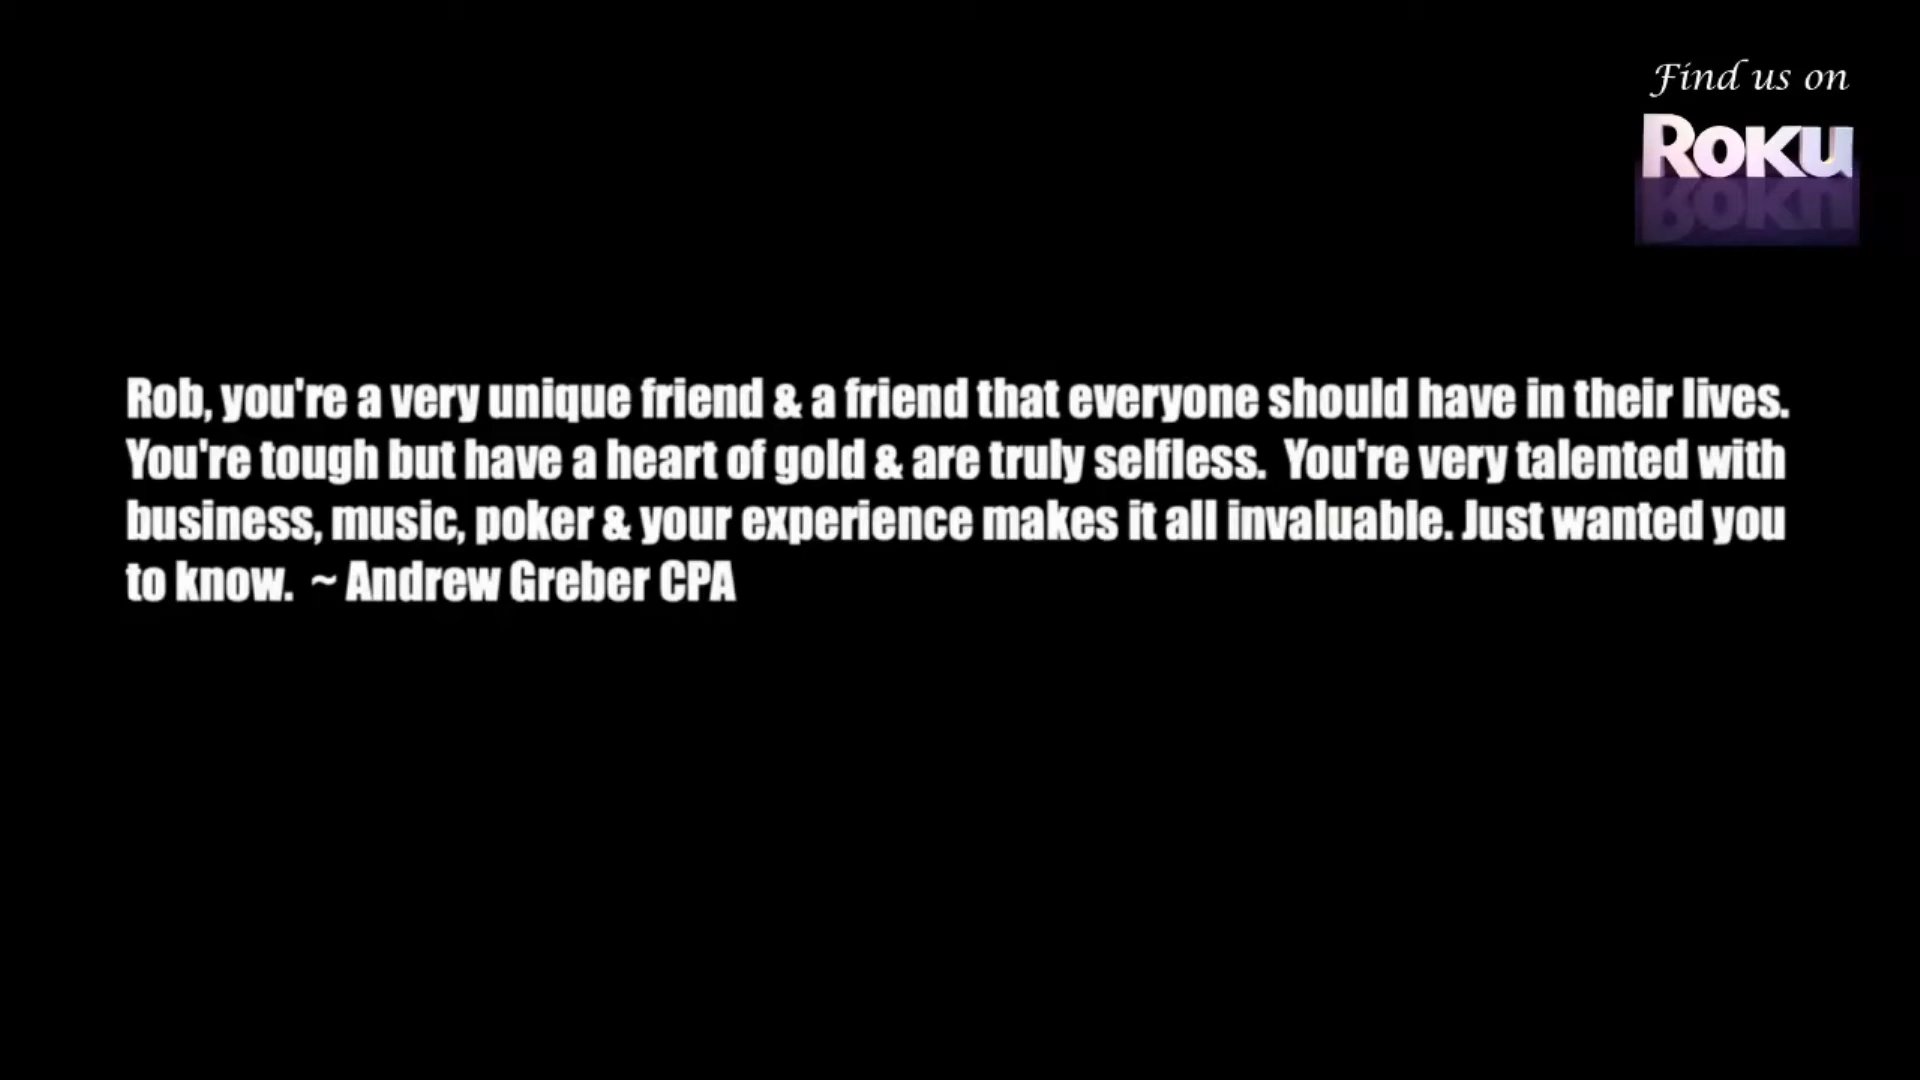 Find us on
ROKU
Rob, you're a very unique friend & a friend that everyone should have in their lives.
You're tough but have a heart of gold & are truly selfless.  You're very talented with
business, music, poker & your experience makes it all invaluable. Just wanted you
to know.  ~ Andrew Greber CPA